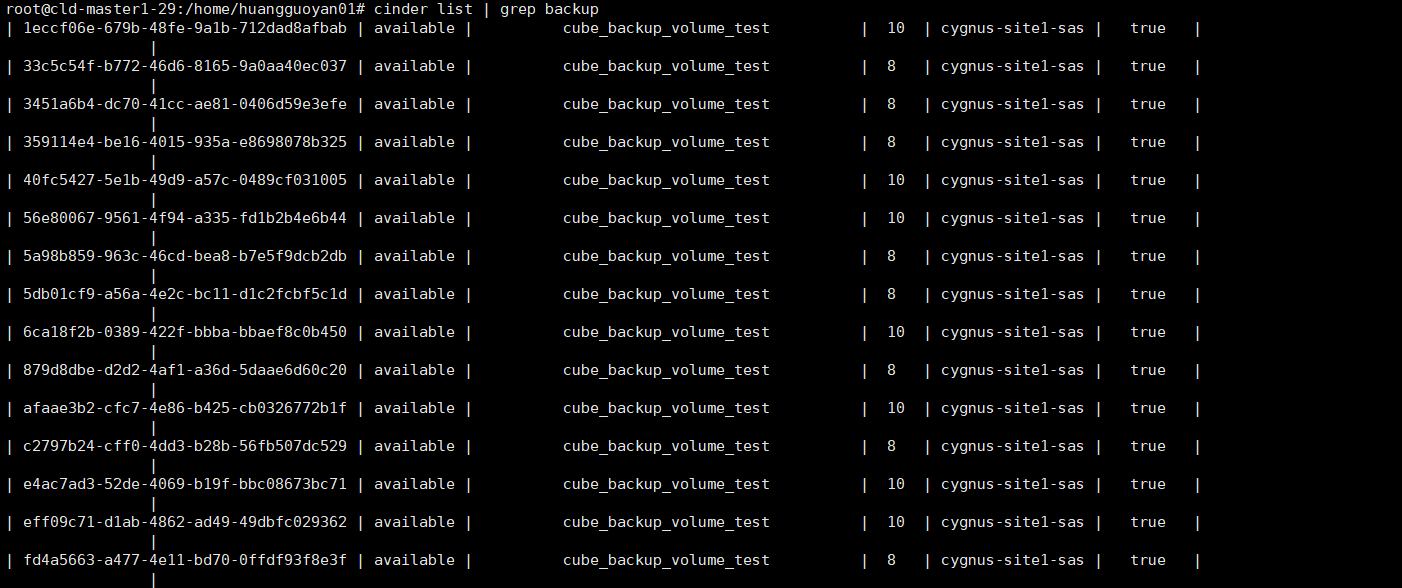 root@cld-master1-29:/home/huangguoyan01# cinder list | grep backup
| 1eccf06e-679b-48fe-9a1b-712dad8afbab | available | cube_backup_volume_test | 10 | cygnus-site1-sas | true |
|
| 33c5c54f-b772-46d6-8165-9a0aa40ec037 | available | cube_backup_volume_test | 8 | cygnus-site1-sas | true |
|
| 3451a6b4-dc70-41cc-ae81-0406d59e3efe | available | cube_backup_volume_test | 8 | cygnus-site1-sas | true |
|
| 359114e4-be16-4015-935a-e8698078b325 | available | cube_backup_volume_test | 8 | cygnus-site1-sas | true |
|
| 40fc5427-5e1b-49d9-a57c-0489cf031005 | available | cube_backup_volume_test | 10 | cygnus-site1-sas | true |
|
| 56e80067-9561-4f94-a335-fd1b2b4e6b44 | available | cube_backup_volume_test | 10 | cygnus-site1-sas | true |
|
| 5a98b859-963c-46cd-bea8-b7e5f9dcb2db | available | cube_backup_volume_test | 8 | cygnus-site1-sas | true |
|
| 5db01cf9-a56a-4e2c-bc11-d1c2fcbf5c1d | available | cube_backup_volume_test | 8 | cygnus-site1-sas | true |
|
| 6ca18f2b-0389-422f-bbba-bbaef8c0b450 | available | cube_backup_volume_test | 10 | cygnus-site1-sas | true |
|
| 879d8dbe-d2d2-4af1-a36d-5daae6d60c20 | available | cube_backup_volume_test | 8 | cygnus-site1-sas | true |
|
| afaae3b2-cfc7-4e86-b425-cb0326772b1f | available | cube_backup_volume_test | 10 | cygnus-site1-sas | true |
|
| c2797b24-cff0-4dd3-b28b-56fb507dc529 | available | cube_backup_volume_test | 8 | cygnus-site1-sas | true |
|
| e4ac7ad3-52de-4069-b19f-bbc08673bc71 | available | cube_backup_volume_test | 10 | cygnus-site1-sas | true |
|
| eff09c71-d1ab-4862-ad49-49dbfc029362 | available | cube_backup_volume_test | 10 | cygnus-site1-sas | true |
|
| fd4a5663-a477-4e11-bd70-0ffdf93f8e3f | available | cube_backup_volume_test | 8 | cygnus-site1-sas | true |
|